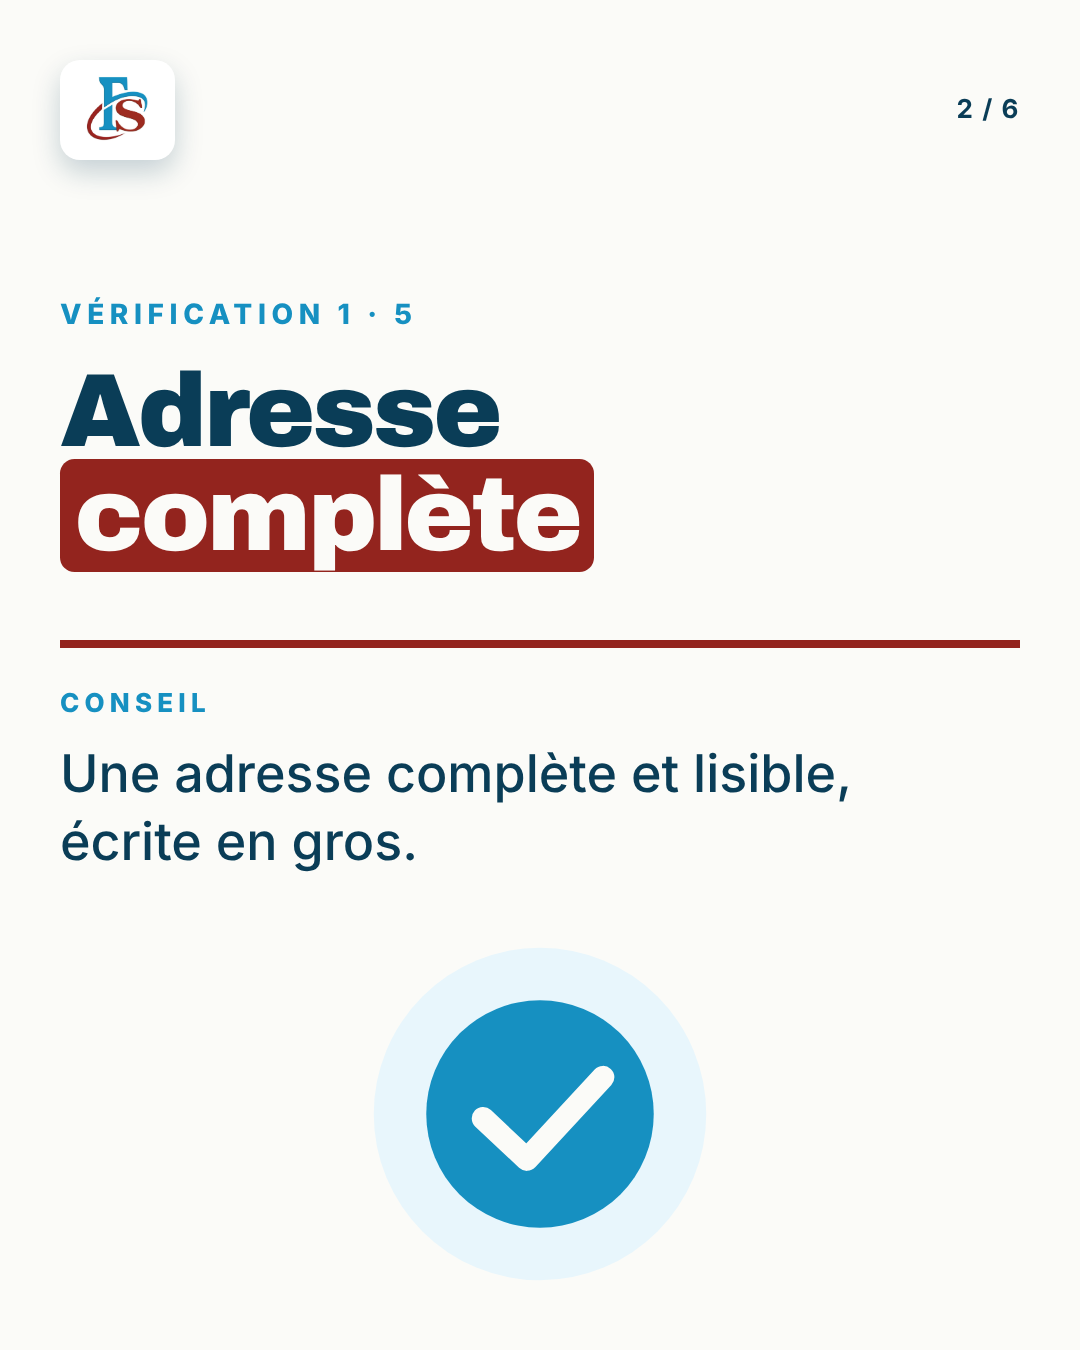 FS
2 / 6
VÉRIFICATION 1 · 5
Adresse
complète
CONSEIL
Une adresse complète et lisible,
écrite en gros.